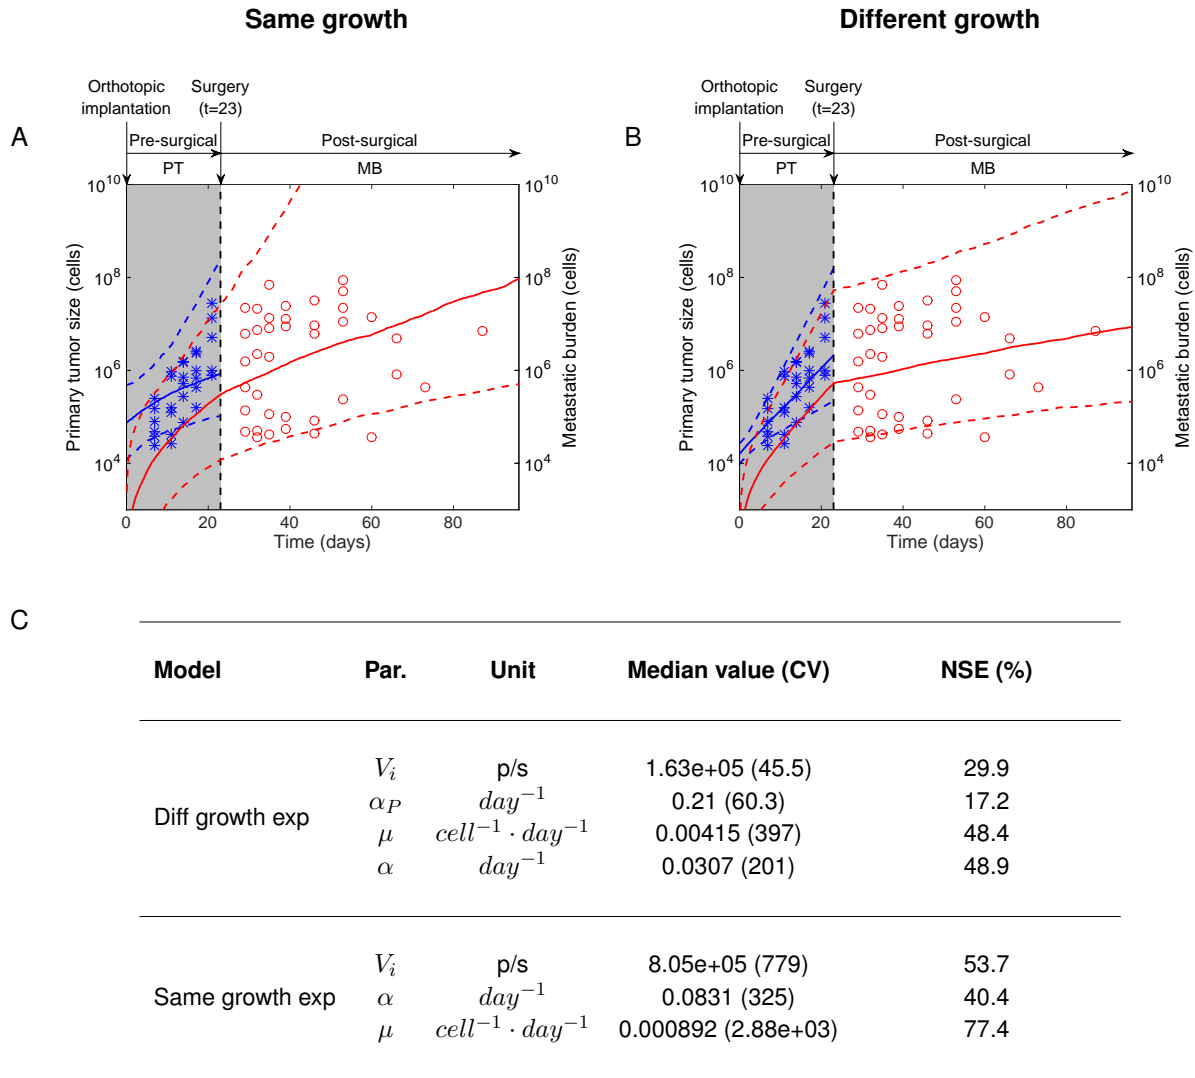 Same growth
Different growth
A
Orthotopic implantation
Surgery (t=23)
Pre-surgical
Post-surgical
PT
MB
Primary tumor size (cells)
10^10
10^8
10^6
10^4
0
20
40
60
80
Time (days)
10^10
10^8
10^6
10^4
Metastatic burden (cells)
B
Orthotopic implantation
Surgery (t=23)
Pre-surgical
Post-surgical
PT
MB
Primary tumor size (cells)
10^10
10^8
10^6
10^4
0
20
40
60
80
Time (days)
10^10
10^8
10^6
10^4
Metastatic burden (cells)
C
Model Par. Unit Median value (CV) NSE (%)
Diff growth exp
V_i p/s 1.63e+05 (45.5) 29.9
α_P day^−1 0.21 (60.3) 17.2
μ cell^−1 · day^−1 0.00415 (397) 48.4
α day^−1 0.0307 (201) 48.9
Same growth exp
V_i p/s 8.05e+05 (779) 53.7
α day^−1 0.0831 (325) 40.4
μ cell^−1 · day^−1 0.000892 (2.88e+03) 77.4